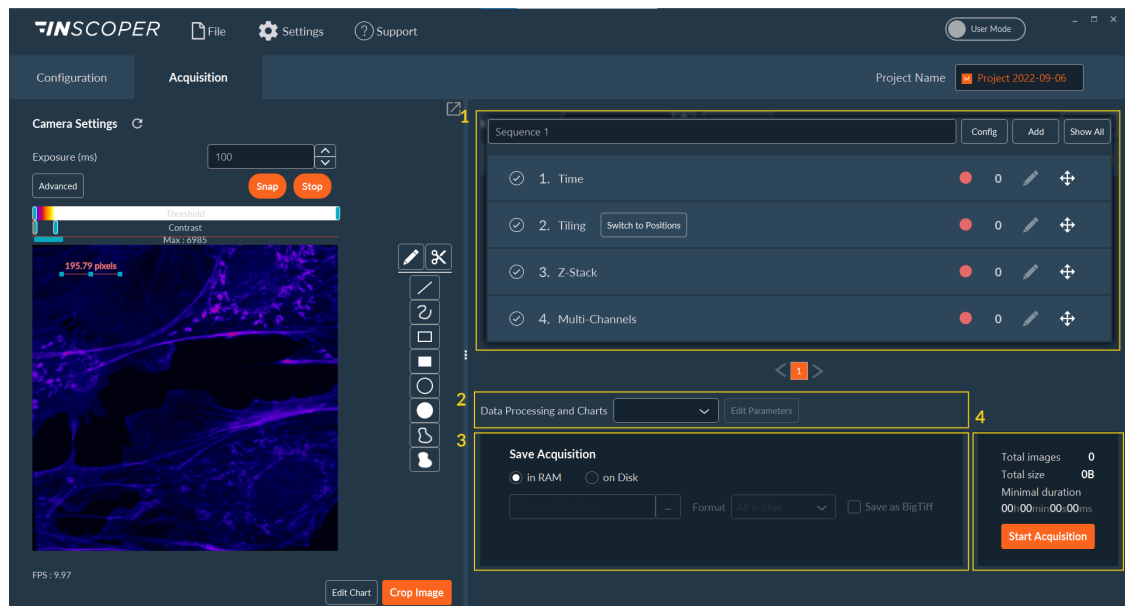 INSCOPER File Settings ? Support User Mode
Configuration Acquisition Project Name M Project 2022-09-06
Camera Settings
Exposure (ms) 100
Advanced Snap Stop
Threshold
Contrast
Max : 6985
195.79 pixels
FPS : 9.97
Edit Chart Crop Image
1
Sequence 1 Config Add Show All
1. Time 0
2. Tiling Switch to Positions 0
3. Z-Stack 0
4. Multi-Channels 0
< 1 >
2
Data Processing and Charts Edit Parameters
3
Save Acquisition
in RAM on Disk
... Format All in One Save as BigTiff
4
Total images 0
Total size 0B
Minimal duration
00h00min00s00ms
Start Acquisition